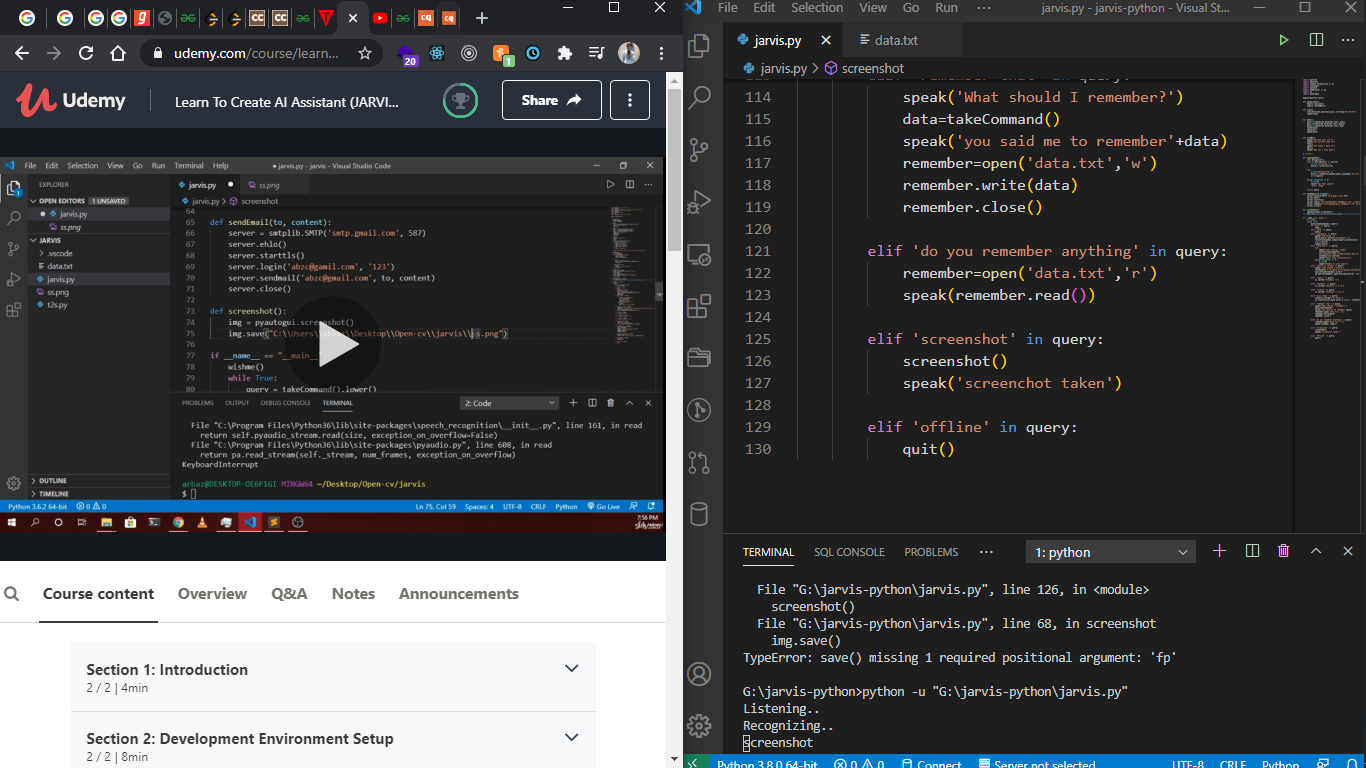 udemy.com/course/learn...
20
1
Udemy
Learn To Create AI Assistant (JARVI...
Share
File Edit Selection View Go Run Terminal Help
● jarvis.py - jarvis - Visual Studio Code
EXPLORER
OPEN EDITORS 1 UNSAVED
● jarvis.py
ss.png
JARVIS
> .vscode
data.txt
jarvis.py
ss.png
t2s.py
OUTLINE
TIMELINE
jarvis.py ●
ss.png
jarvis.py > screenshot
64
65 def sendEmail(to, content):
66 server = smtplib.SMTP('smtp.gmail.com', 587)
67 server.ehlo()
68 server.starttls()
69 server.login('abzc@gamil.com', '123')
70 server.sendmail('abzc@gmail.com', to, content)
71 server.close()
72
73 def screenshot():
74 img = pyautogui.screenshot()
76
77 if __name__ == "__main__"
78 wishme()
79 while True:
80 query = takeCommand().lower()
PROBLEMS OUTPUT DEBUG CONSOLE TERMINAL
2: Code
File "C:\Program Files\Python36\lib\site-packages\speech_recognition\__init__.py", line 161, in read
return self.pyaudio_stream.read(size, exception_on_overflow=False)
File "C:\Program Files\Python36\lib\site-packages\pyaudio.py", line 608, in read
return pa.read_stream(self._stream, num_frames, exception_on_overflow)
KeyboardInterrupt
arbaz@DESKTOP-OE6F1GI MINGW64 ~/Desktop/Open-cv/jarvis
$
Python 3.6.2 64-bit 0 0
Ln 75, Col 59 Spaces: 4 UTF-8 CRLF Python Go Live
7:56 PM
Course content Overview Q&A Notes Announcements
Section 1: Introduction
2 / 2 | 4min
Section 2: Development Environment Setup
2 / 2 | 8min
File Edit Selection View Go Run ···
jarvis.py - jarvis-python - Visual St...
jarvis.py
data.txt
jarvis.py > screenshot
114 speak('What should I remember?')
115 data=takeCommand()
116 speak('you said me to remember'+data)
117 remember=open('data.txt','w')
118 remember.write(data)
119 remember.close()
120
121 elif 'do you remember anything' in query:
122 remember=open('data.txt','r')
123 speak(remember.read())
124
125 elif 'screenshot' in query:
126 screenshot()
127 speak('screenchot taken')
128
129 elif 'offline' in query:
130 quit()
TERMINAL SQL CONSOLE PROBLEMS ···
1: python
File "G:\jarvis-python\jarvis.py", line 126, in <module>
screenshot()
File "G:\jarvis-python\jarvis.py", line 68, in screenshot
img.save()
TypeError: save() missing 1 required positional argument: 'fp'
G:\jarvis-python>python -u "G:\jarvis-python\jarvis.py"
Listening..
Recognizing..
screenshot
Python 3.8.0 64-bit 0 0 Connect Server not selected
UTF-8 CRLF Python